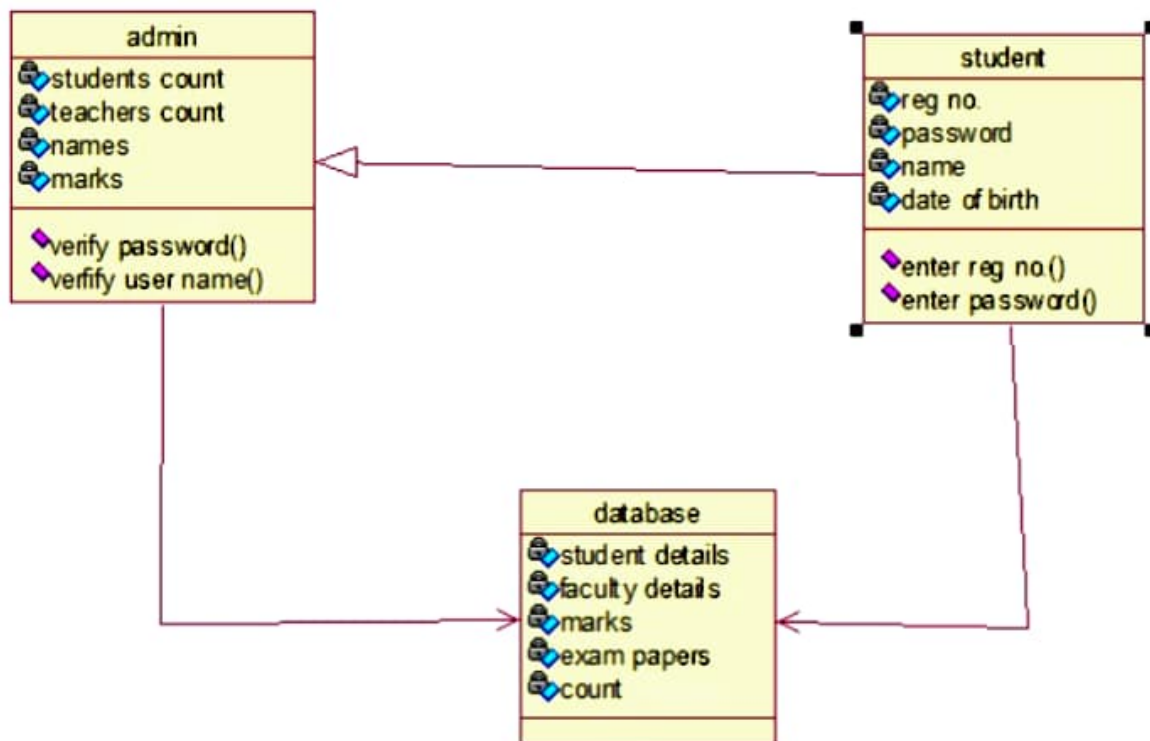 admin
students count
teachers count
names
marks
verify password()
verfify user name()
student
reg no.
password
name
date of birth
enter reg no.()
enter password()
database
student details
faculty details
marks
exam papers
count